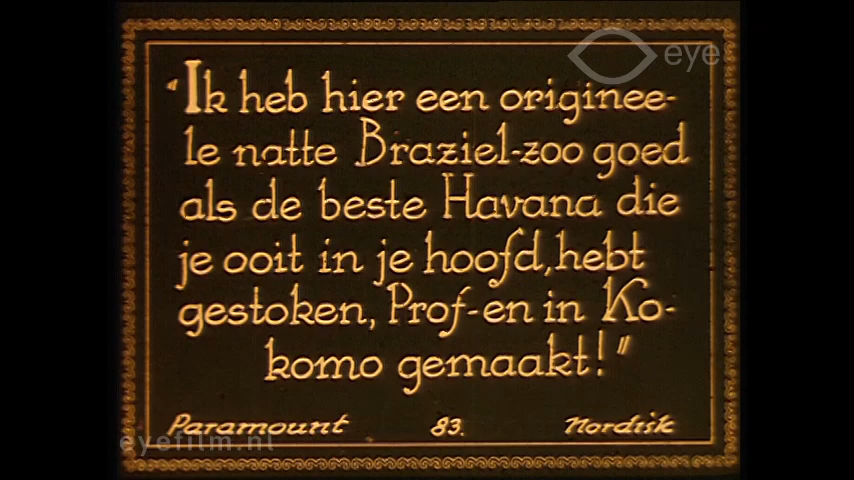 eye
"Ik heb hier een originee-
le natte Braziel-zoo goed
als de beste Havana die
je ooit in je hoofd, hebt
gestoken, Prof-en in Ko-
komo gemaakt!"
Paramount 83. Nordisk
eyefilm.nl